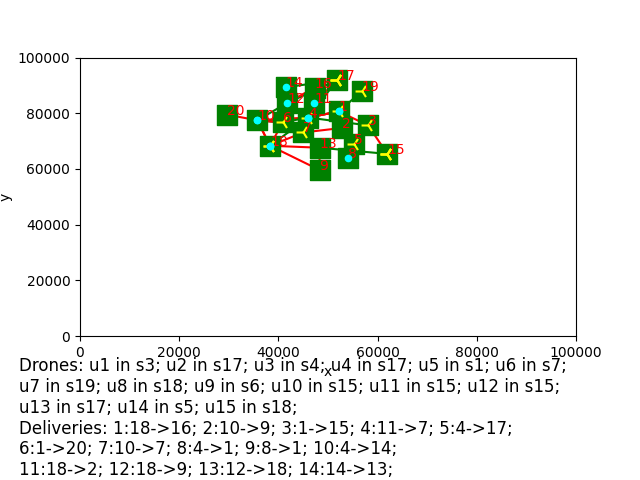 100000
80000
60000
40000
20000
0
y
0 20000 40000 60000 80000 100000
x
17
19
20
13
15
Drones: u1 in s3; u2 in s17; u3 in s4; u4 in s17; u5 in s1; u6 in s7;
u7 in s19; u8 in s18; u9 in s6; u10 in s15; u11 in s15; u12 in s15;
u13 in s17; u14 in s5; u15 in s18;
Deliveries: 1:18->16; 2:10->9; 3:1->15; 4:11->7; 5:4->17;
6:1->20; 7:10->7; 8:4->1; 9:8->1; 10:4->14;
11:18->2; 12:18->9; 13:12->18; 14:14->13;